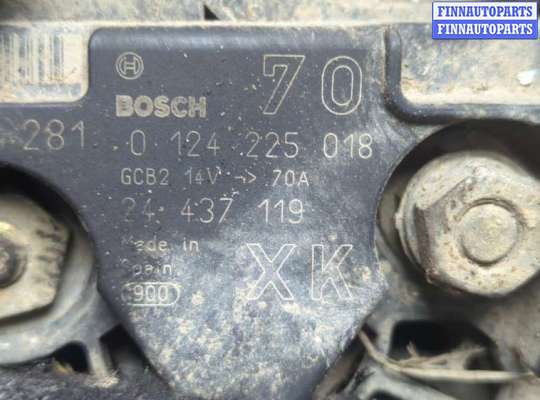 FINNAUTOPARTS
FINNAUTOPARTS
BOSCH 70
281 0 124 225 018
GCB2 14V -> 70A
24 437 119
Made in
Spain XK
900